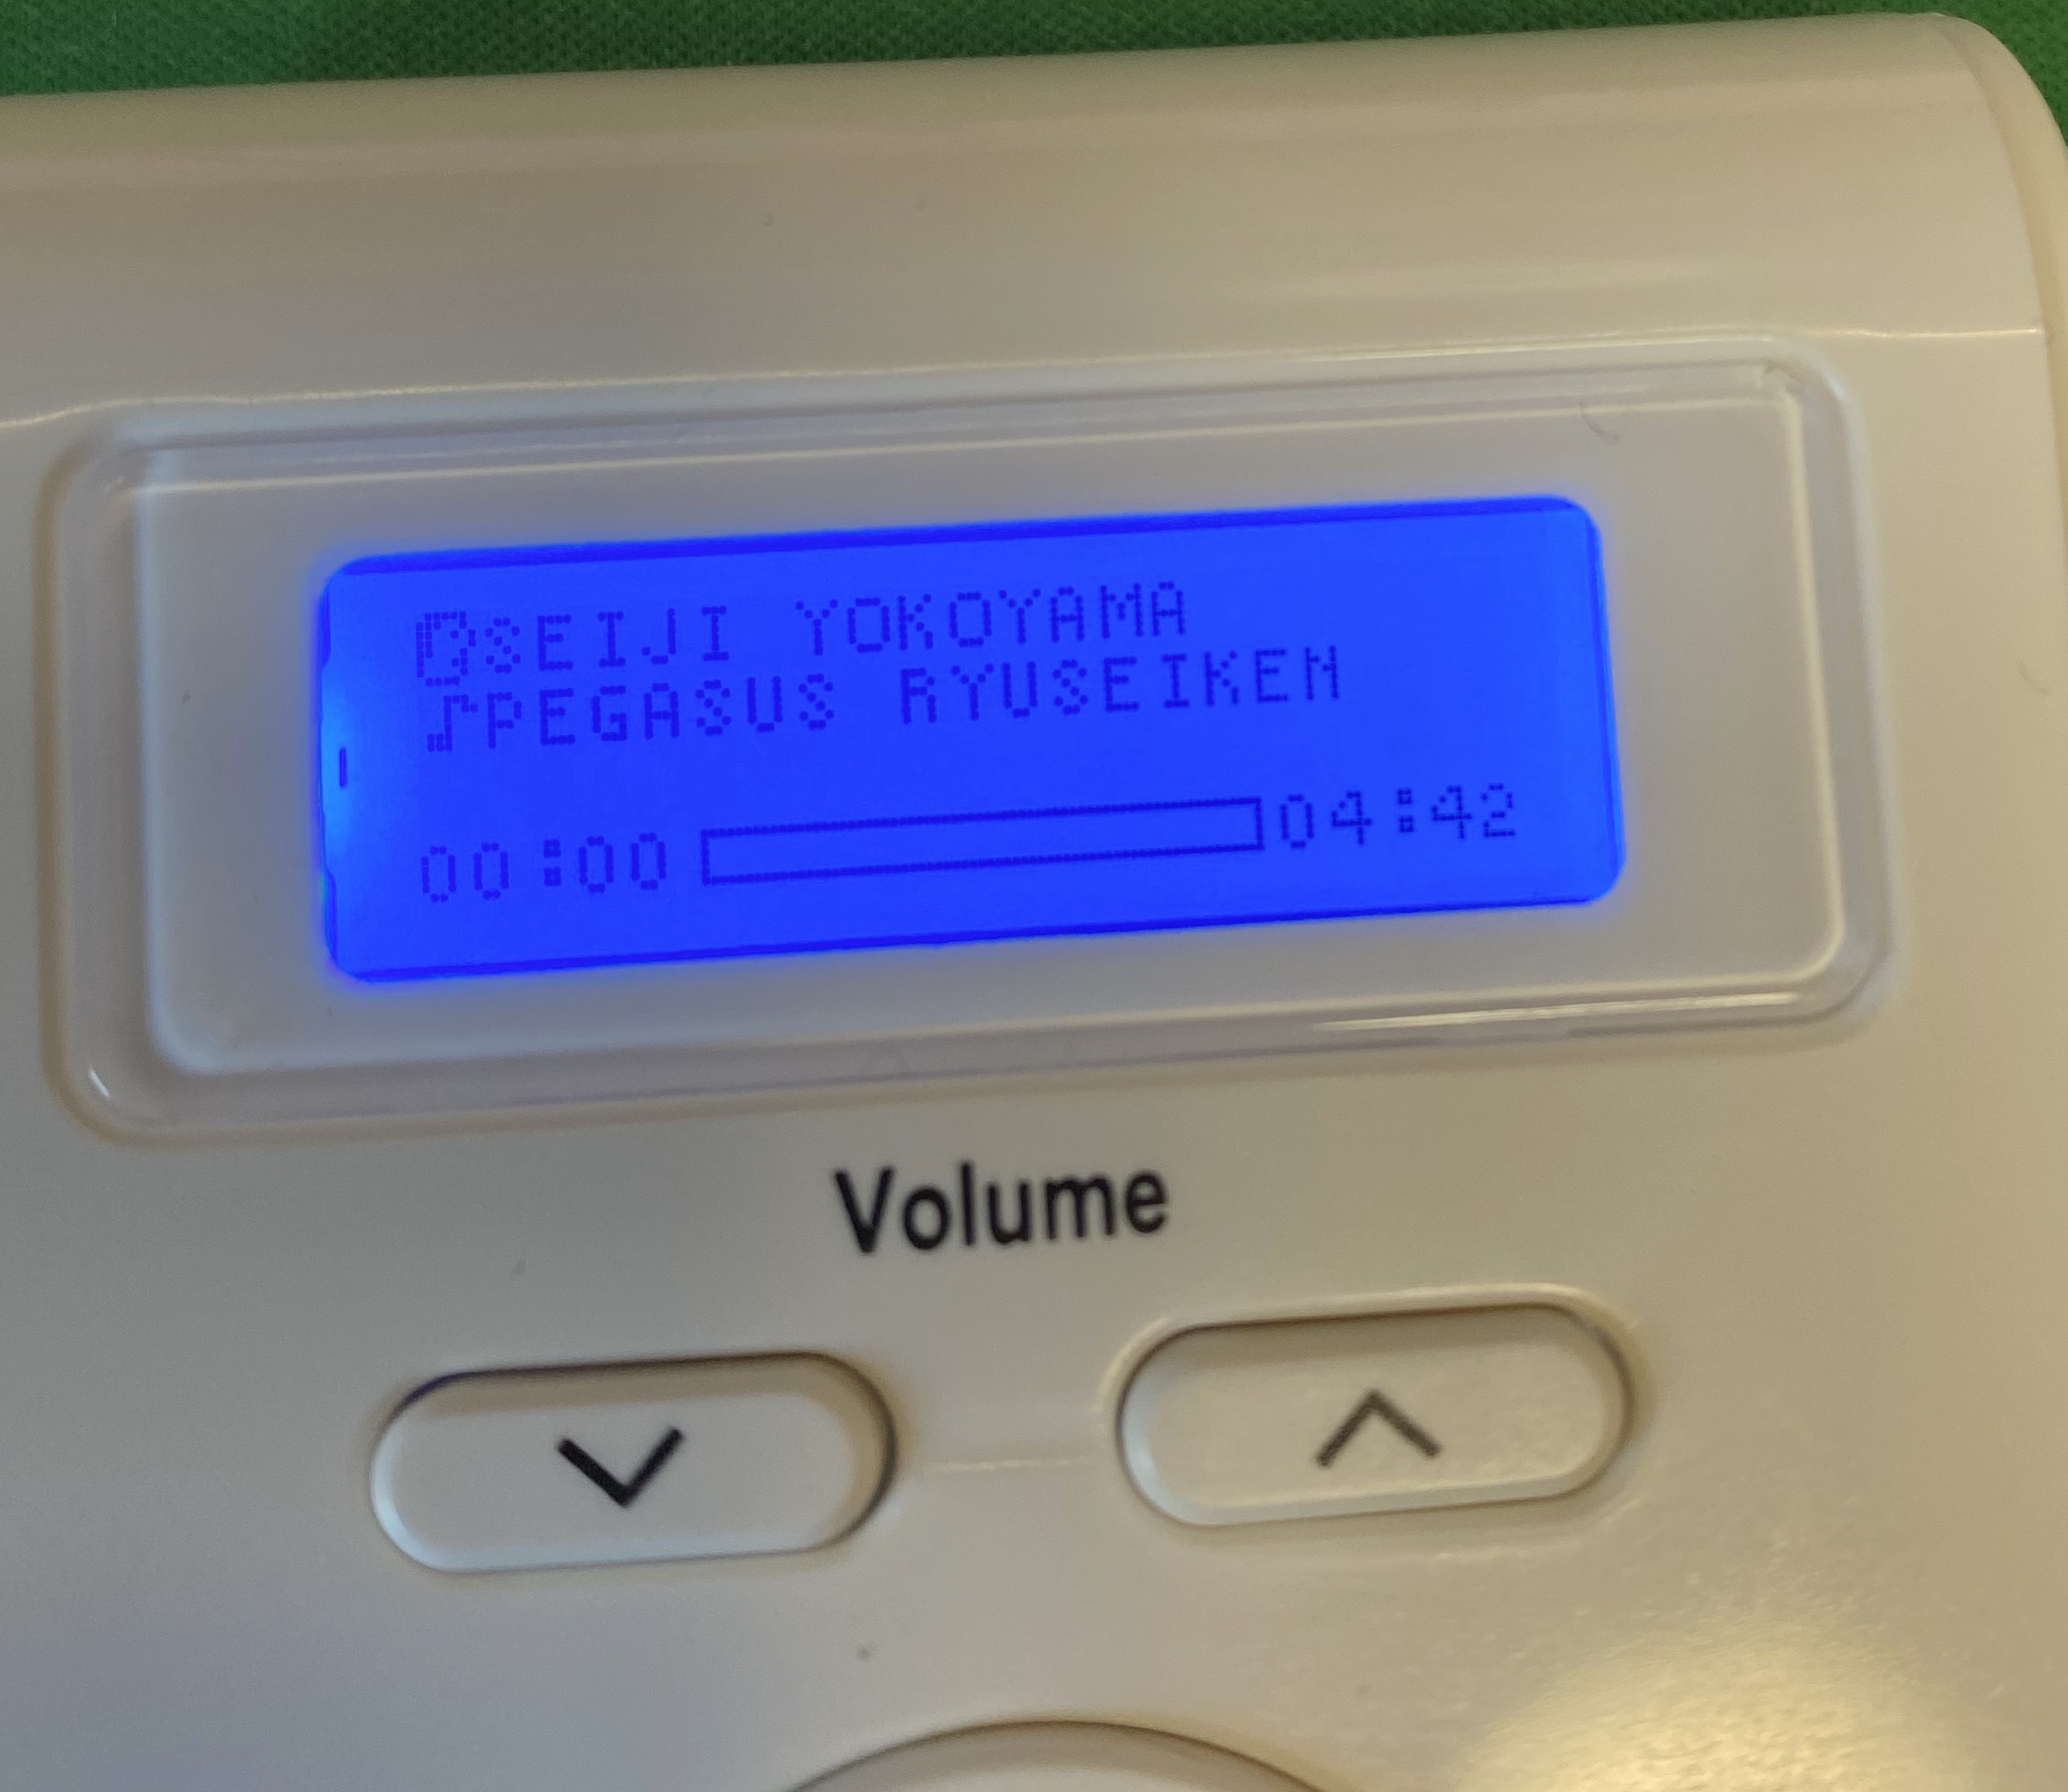 SEIJI YOKOYAMA
♪PEGASUS RYUSEIKEN
00:00 04:42
Volume